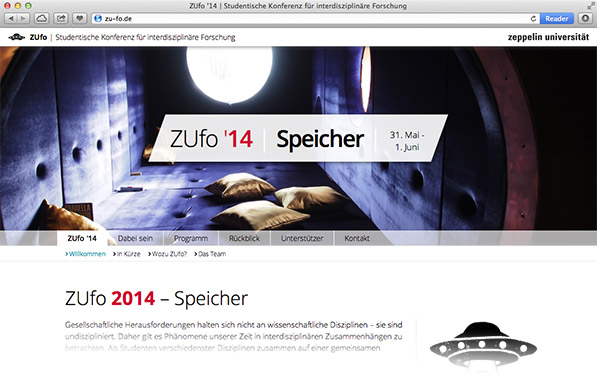 ZUfo '14 | Studentische Konferenz für interdisziplinäre Forschung
zu-fo.de
Reader
ZUfo | Studentische Konferenz für interdisziplinäre Forschung
zeppelin universität
ZUfo '14 | Speicher
31. Mai -
1. Juni
ZUfo '14 Dabei sein Programm Rückblick Unterstützer Kontakt
Willkommen In Kürze Wozu ZUfo? Das Team
ZUfo 2014 – Speicher
Gesellschaftliche Herausforderungen halten sich nicht an wissenschaftliche Disziplinen – sie sind
undiszipliniert. Daher gilt es Phänomene unserer Zeit in interdisziplinären Zusammenhängen zu
betrachten. Als Studenten verschiedenster Disziplinen zusammen auf einer gemeinsamen